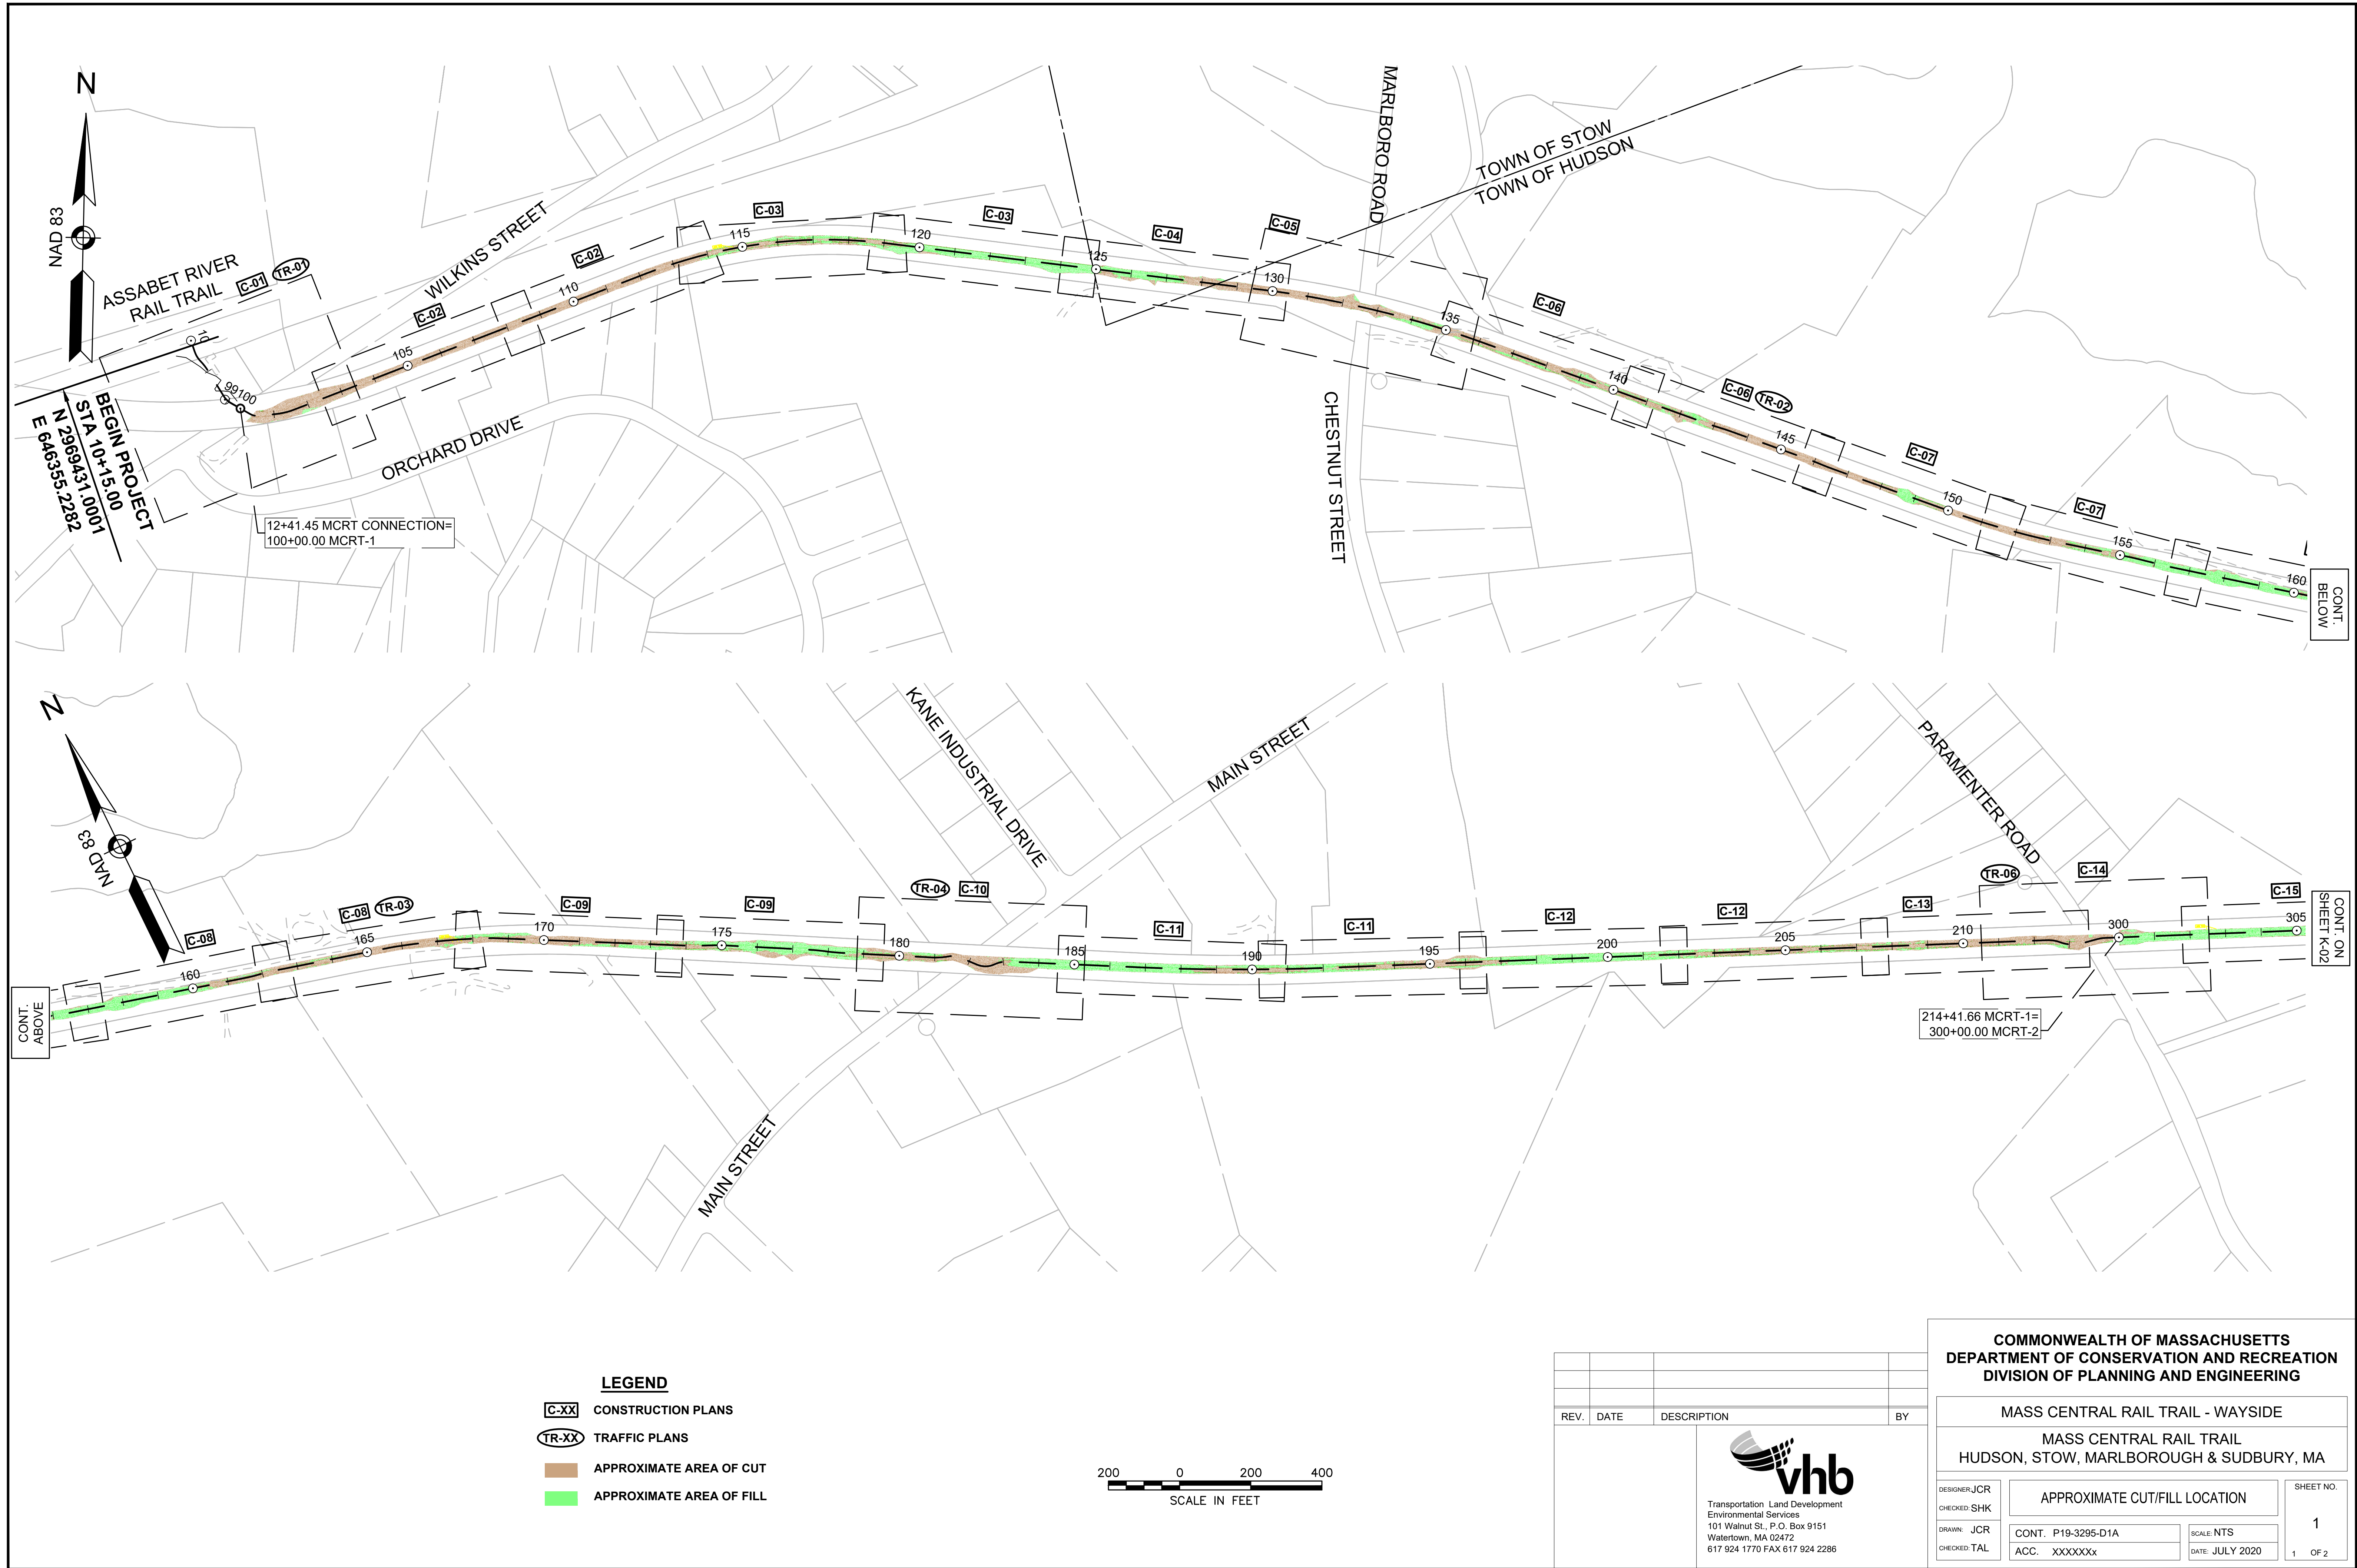 N
NAD 83
ASSABET RIVER
RAIL TRAIL
C-01
TR-01
WILKINS STREET
C-02
C-02
C-03
C-03
C-04
C-05
MARLBORO ROAD
TOWN OF STOW
TOWN OF HUDSON
C-06
C-06
TR-02
C-07
C-07
10
99
100
105
110
115
120
125
130
135
140
145
150
155
160
BEGIN PROJECT
STA 10+15.00
N 2969431.0001
E 646355.2282
ORCHARD DRIVE
12+41.45 MCRT CONNECTION=
100+00.00 MCRT-1
CHESTNUT STREET
CONT.
BELOW
N
NAD 83
KANE INDUSTRIAL DRIVE
MAIN STREET
PARAMENTER ROAD
CONT.
ABOVE
C-08
C-08
TR-03
C-09
C-09
TR-04
C-10
C-11
C-11
C-12
C-12
C-13
TR-06
C-14
C-15
160
165
170
175
180
185
190
195
200
205
210
300
305
CONT. ON
SHEET K-02
214+41.66 MCRT-1=
300+00.00 MCRT-2
MAIN STREET
LEGEND
C-XX CONSTRUCTION PLANS
TR-XX TRAFFIC PLANS
APPROXIMATE AREA OF CUT
APPROXIMATE AREA OF FILL
200 0 200 400
SCALE IN FEET
REV. DATE DESCRIPTION BY
vhb
Transportation Land Development
Environmental Services
101 Walnut St., P.O. Box 9151
Watertown, MA 02472
617 924 1770 FAX 617 924 2286
COMMONWEALTH OF MASSACHUSETTS
DEPARTMENT OF CONSERVATION AND RECREATION
DIVISION OF PLANNING AND ENGINEERING
MASS CENTRAL RAIL TRAIL - WAYSIDE
MASS CENTRAL RAIL TRAIL
HUDSON, STOW, MARLBOROUGH & SUDBURY, MA
DESIGNER: JCR
CHECKED: SHK
DRAWN: JCR
CHECKED: TAL
APPROXIMATE CUT/FILL LOCATION
CONT. P19-3295-D1A
ACC. XXXXXXx
SCALE: NTS
DATE: JULY 2020
SHEET NO.
1
1 OF 2